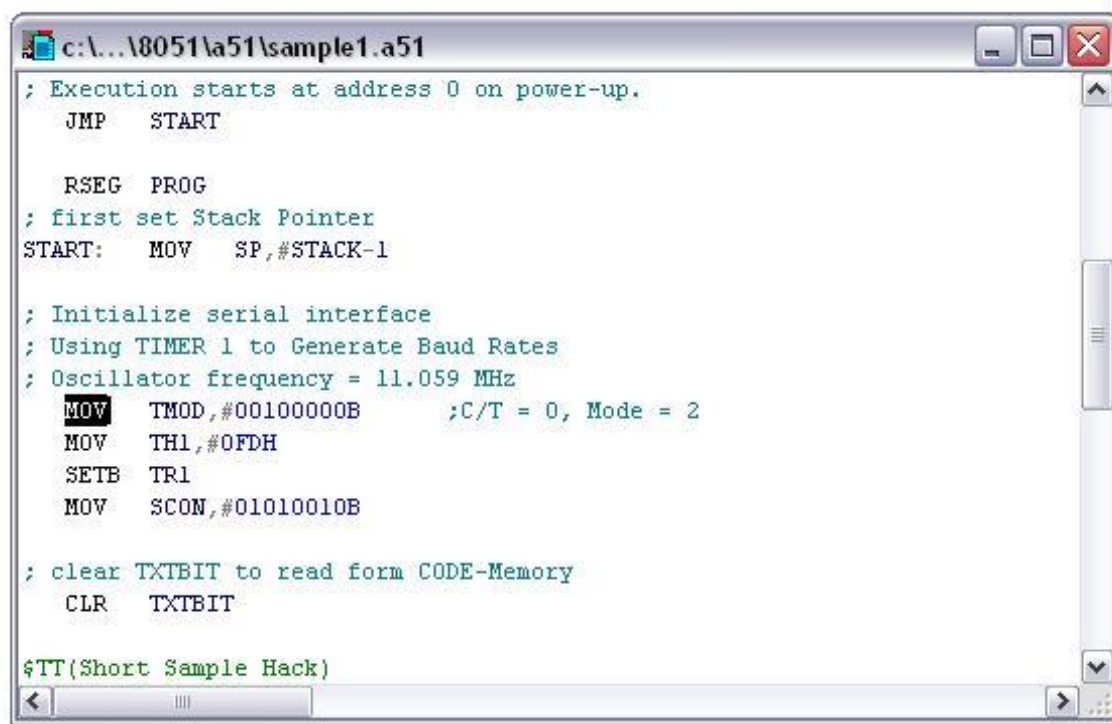 c:\...\8051\a51\sample1.a51
; Execution starts at address 0 on power-up.
JMP START
RSEG PROG
; first set Stack Pointer
START: MOV SP,#STACK-1
; Initialize serial interface
; Using TIMER 1 to Generate Baud Rates
; Oscillator frequency = 11.059 MHz
MOV TMOD,#00100000B ;C/T = 0, Mode = 2
MOV TH1,#0FDH
SETB TR1
MOV SCON,#01010010B
; clear TXTBIT to read form CODE-Memory
CLR TXTBIT
$TT(Short Sample Hack)